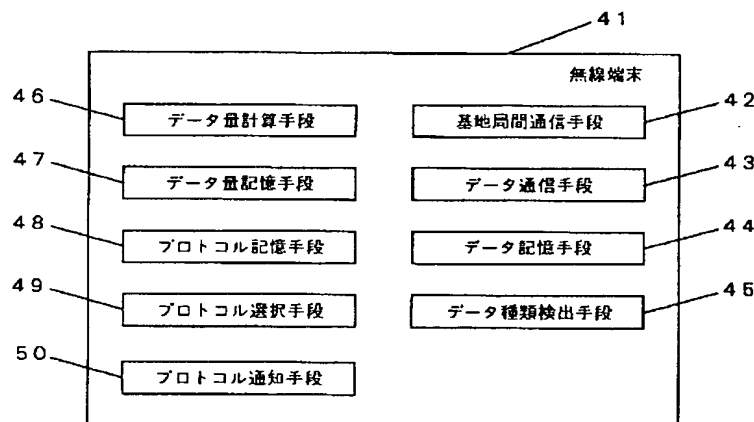 41
無線端末
46
データ量計算手段
基地局間通信手段
42
47
データ量記憶手段
データ通信手段
43
48
プロトコル記憶手段
データ記憶手段
44
49
プロトコル選択手段
データ種類検出手段
45
50
プロトコル通知手段